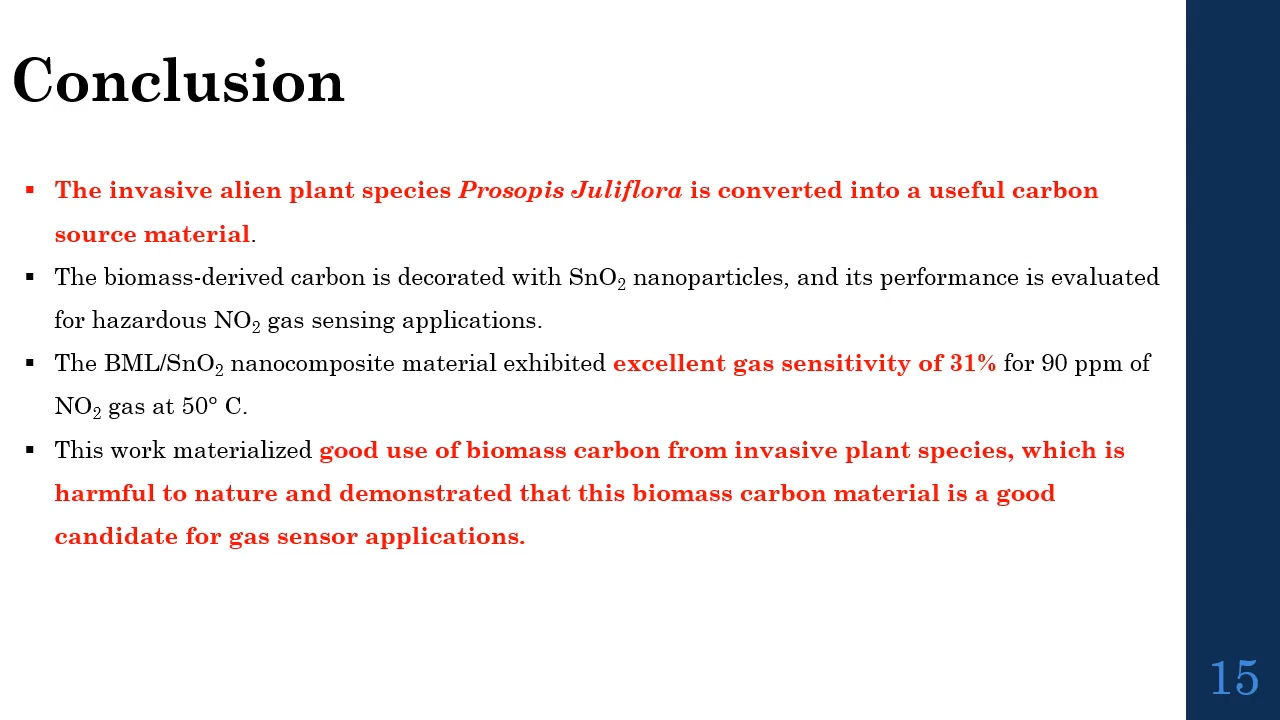 Conclusion
▪ The invasive alien plant species Prosopis Juliflora is converted into a useful carbon
source material.
▪ The biomass-derived carbon is decorated with SnO₂ nanoparticles, and its performance is evaluated
for hazardous NO₂ gas sensing applications.
▪ The BML/SnO₂ nanocomposite material exhibited excellent gas sensitivity of 31% for 90 ppm of
NO₂ gas at 50° C.
▪ This work materialized good use of biomass carbon from invasive plant species, which is
harmful to nature and demonstrated that this biomass carbon material is a good
candidate for gas sensor applications.
15